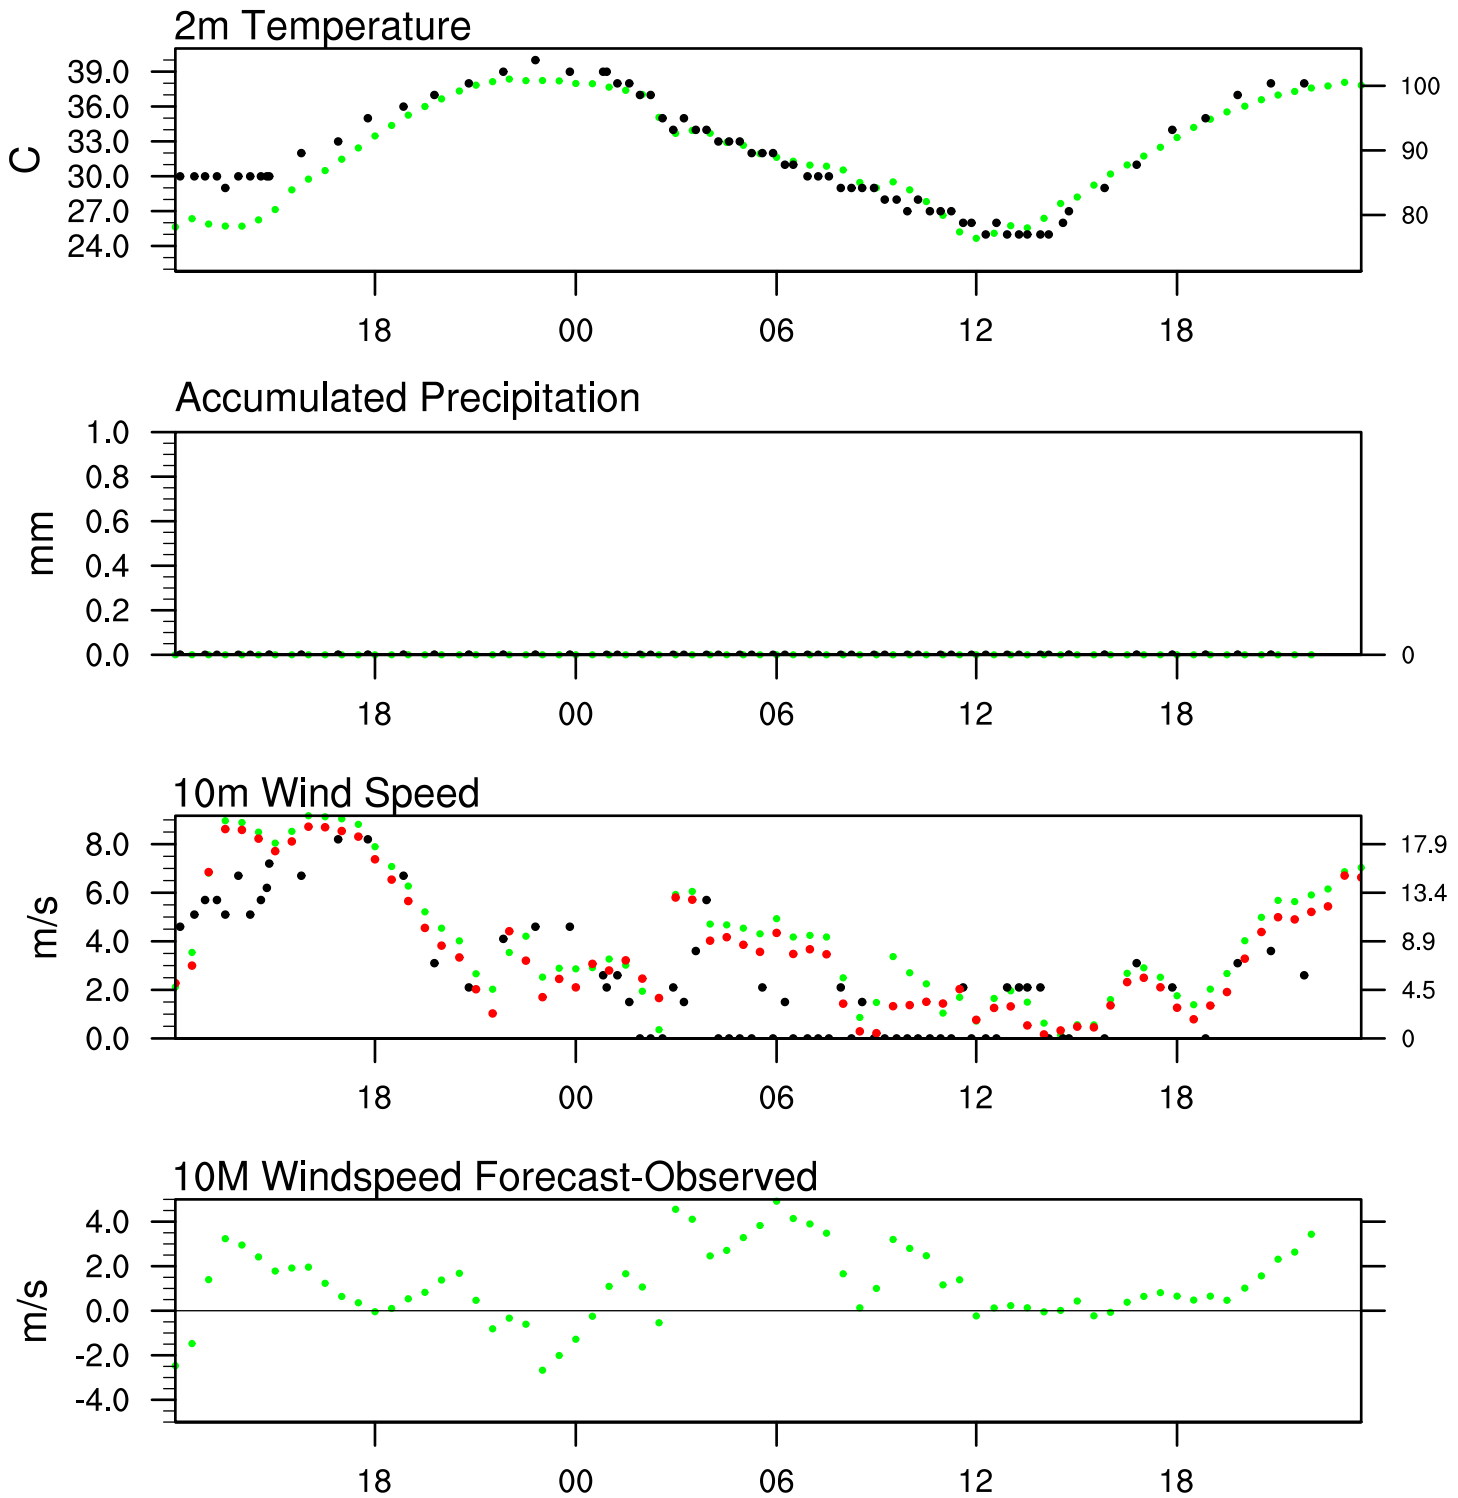 2m Temperature
39.0
36.0
33.0
30.0
27.0
24.0
C
100
90
80
18 00 06 12 18
Accumulated Precipitation
1.0
0.8
0.6
0.4
0.2
0.0
mm
0
18 00 06 12 18
10m Wind Speed
8.0
6.0
4.0
2.0
0.0
m/s
17.9
13.4
8.9
4.5
0
18 00 06 12 18
10M Windspeed Forecast-Observed
4.0
2.0
0.0
-2.0
-4.0
m/s
18 00 06 12 18